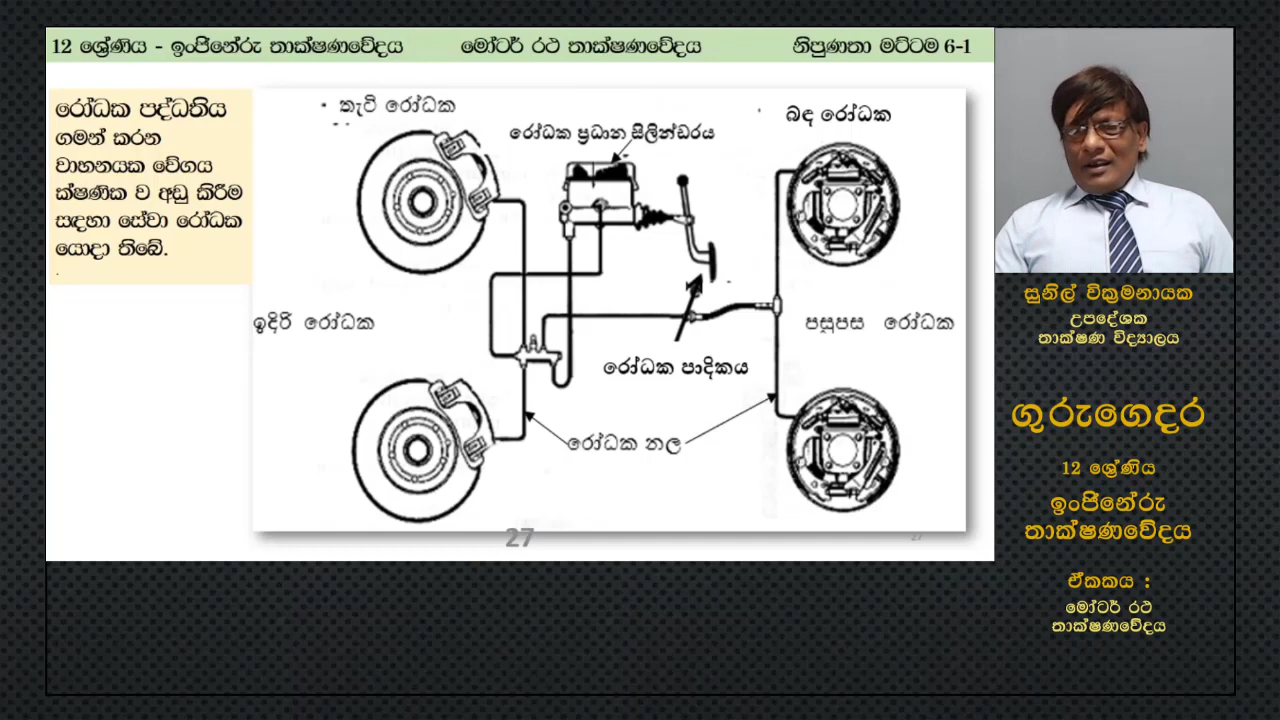 12 ශ්‍රේණිය - ඉංජිනේරු තාක්ෂණවේදය මෝටර් රථ තාක්ෂණවේදය නිපුණතා මට්ටම 6-1
රෝධක පද්ධතිය
ගමන් කරන
වාහනයක වේගය
ක්ෂණික ව අඩු කිරීම
සඳහා සේවා රෝධක
යොදා තිබේ.
තැටි රෝධක
රෝධක ප්‍රධාන සිලින්ඩරය
බඳ රෝධක
ඉදිරි රෝධක
පසුපස රෝධක
රෝධක පාදිකය
රෝධක නල
27
27
සුනිල් වික්‍රමනායක
උපදේශක
තාක්ෂණ විද්‍යාලය
ගුරුගෙදර
12 ශ්‍රේණිය
ඉංජිනේරු
තාක්ෂණවේදය
ඒකකය :
මෝටර් රථ
තාක්ෂණවේදය